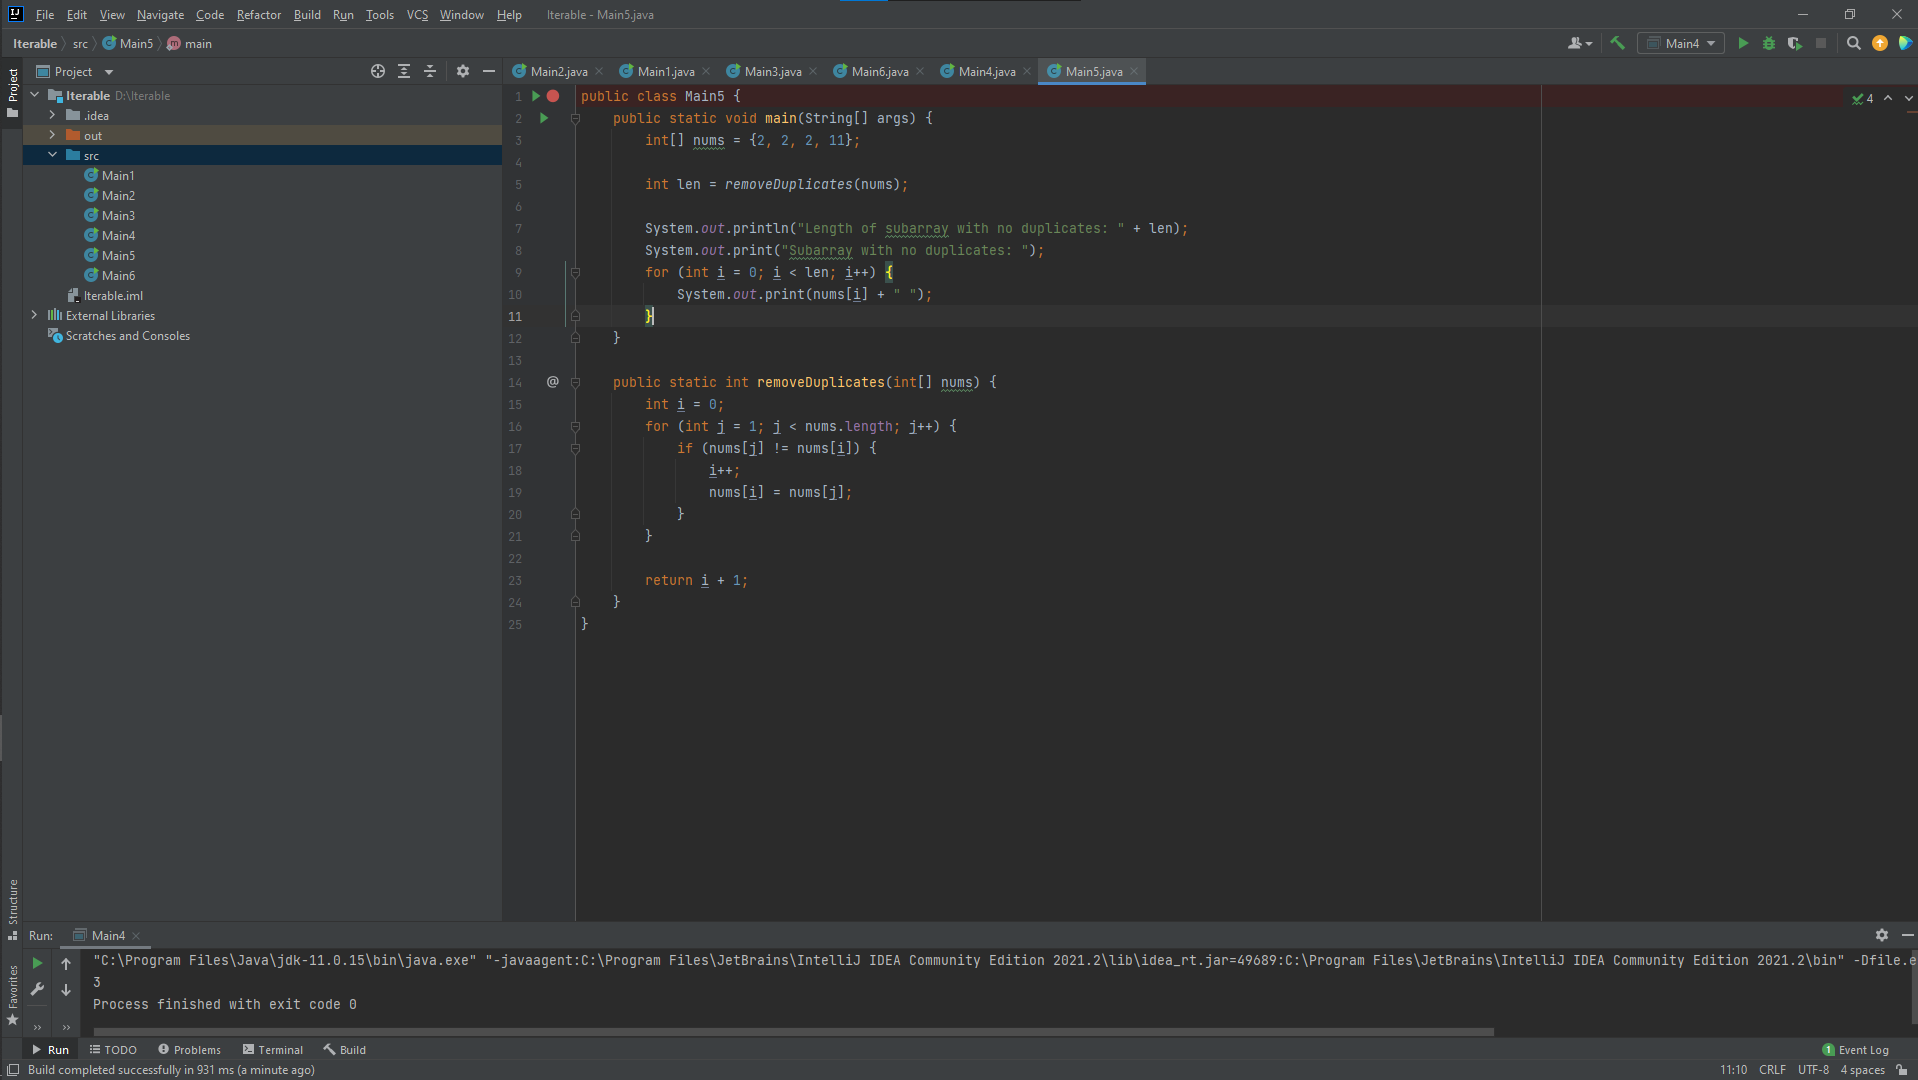 File Edit View Navigate Code Refactor Build Run Tools VCS Window Help Iterable - Main5.java
Iterable src Main5 main
Main4
Project
Project
Main2.java Main1.java Main3.java Main6.java Main4.java Main5.java
Iterable D:\Iterable
.idea
out
src
Main1
Main2
Main3
Main4
Main5
Main6
Iterable.iml
External Libraries
Scratches and Consoles
4
1 public class Main5 {
2 public static void main(String[] args) {
3 int[] nums = {2, 2, 2, 11};
4
5 int len = removeDuplicates(nums);
6
7 System.out.println("Length of subarray with no duplicates: " + len);
8 System.out.print("Subarray with no duplicates: ");
9 for (int i = 0; i < len; i++) {
10 System.out.print(nums[i] + " ");
11 }
12 }
13
14 @ public static int removeDuplicates(int[] nums) {
15 int i = 0;
16 for (int j = 1; j < nums.length; j++) {
17 if (nums[j] != nums[i]) {
18 i++;
19 nums[i] = nums[j];
20 }
21 }
22
23 return i + 1;
24 }
25 }
Structure
Favorites
Run: Main4
"C:\Program Files\Java\jdk-11.0.15\bin\java.exe" "-javaagent:C:\Program Files\JetBrains\IntelliJ IDEA Community Edition 2021.2\lib\idea_rt.jar=49689:C:\Program Files\JetBrains\IntelliJ IDEA Community Edition 2021.2\bin" -Dfile.e
3
Process finished with exit code 0
Run TODO Problems Terminal Build 1 Event Log
Build completed successfully in 931 ms (a minute ago) 11:10 CRLF UTF-8 4 spaces